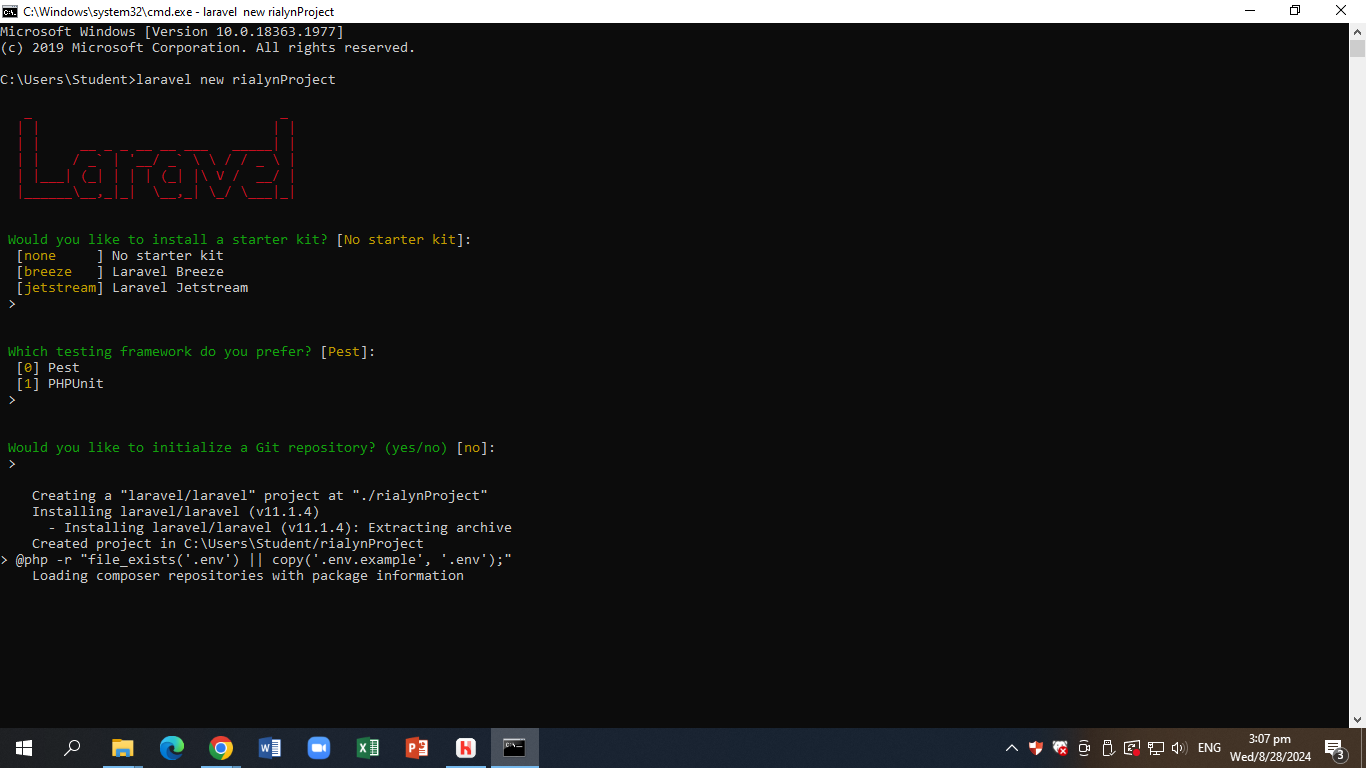 C:\Windows\system32\cmd.exe - laravel  new rialynProject
Microsoft Windows [Version 10.0.18363.1977]
(c) 2019 Microsoft Corporation. All rights reserved.
C:\Users\Student>laravel new rialynProject
Laravel
Would you like to install a starter kit? [No starter kit]:
[none     ] No starter kit
[breeze   ] Laravel Breeze
[jetstream] Laravel Jetstream
>
Which testing framework do you prefer? [Pest]:
[0] Pest
[1] PHPUnit
>
Would you like to initialize a Git repository? (yes/no) [no]:
>
Creating a "laravel/laravel" project at "./rialynProject"
Installing laravel/laravel (v11.1.4)
- Installing laravel/laravel (v11.1.4): Extracting archive
Created project in C:\Users\Student/rialynProject
> @php -r "file_exists('.env') || copy('.env.example', '.env');"
Loading composer repositories with package information
ENG
3:07 pm
Wed/8/28/2024
3